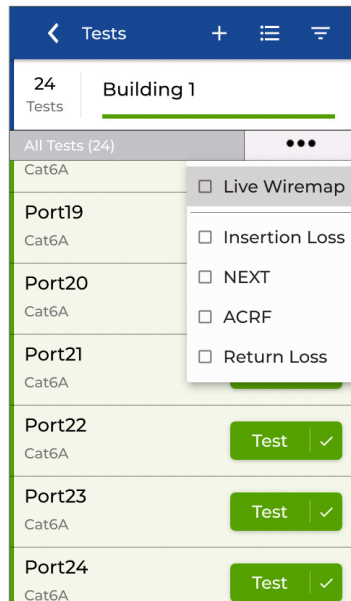 Tests
24
Tests
Building 1
All Tests (24)
Cat6A
Live Wiremap
Port19
Cat6A
Insertion Loss
Port20
Cat6A
NEXT
ACRF
Port21
Cat6A
Return Loss
Port22
Cat6A
Test
Port23
Cat6A
Test
Port24
Cat6A
Test